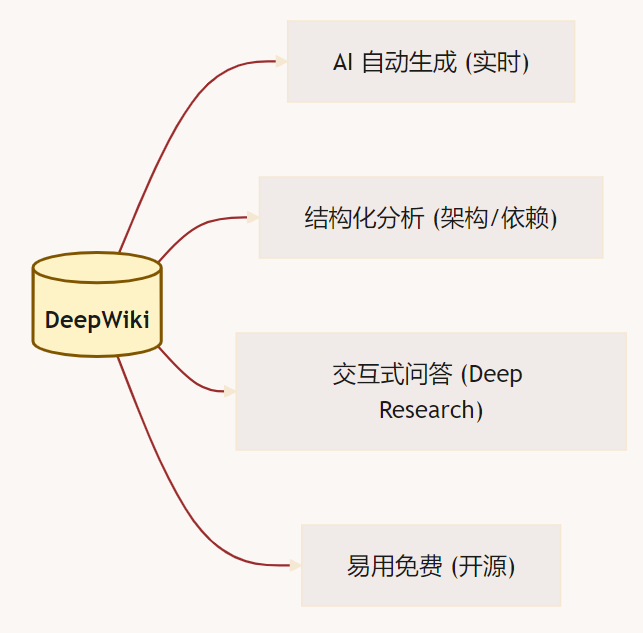 AI 自动生成 (实时)
结构化分析 (架构/依赖)
DeepWiki
交互式问答 (Deep
Research)
易用免费 (开源)